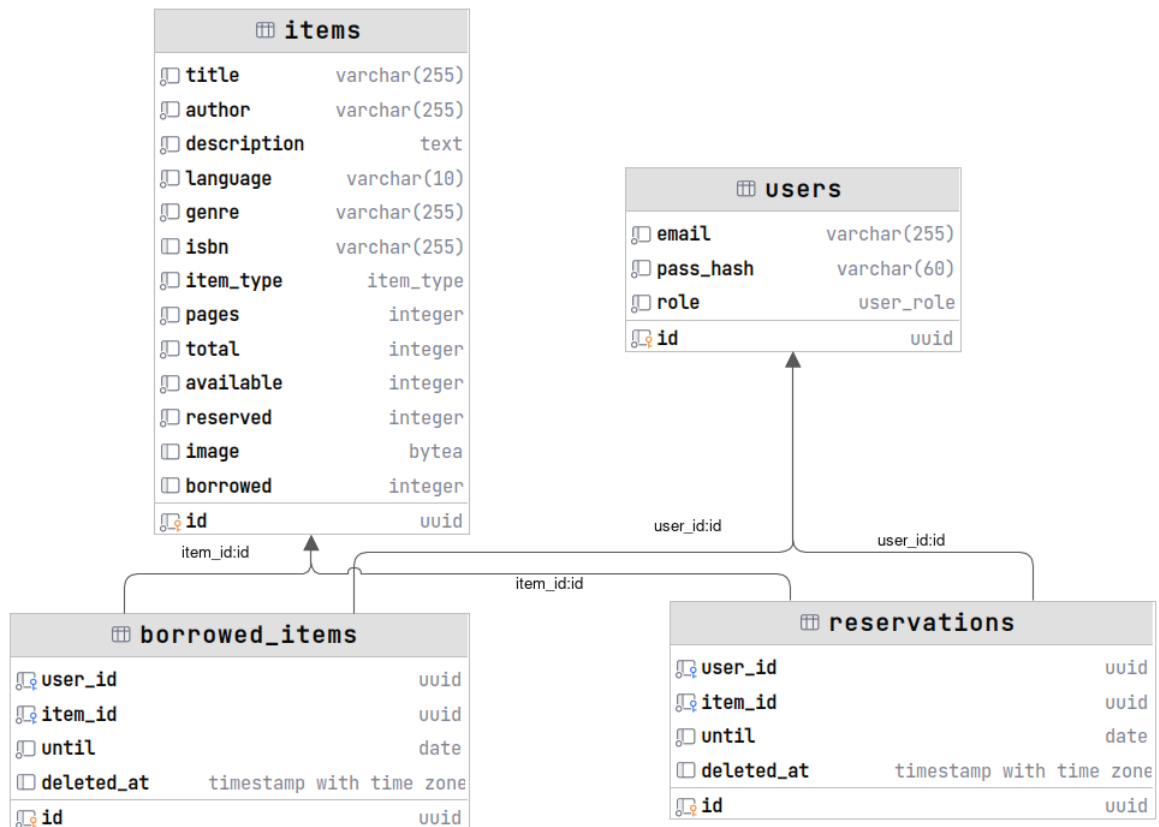 items
title varchar(255)
author varchar(255)
description text
language varchar(10)
genre varchar(255)
isbn varchar(255)
item_type item_type
pages integer
total integer
available integer
reserved integer
image bytea
borrowed integer
id uuid
users
email varchar(255)
pass_hash varchar(60)
role user_role
id uuid
item_id:id
user_id:id
user_id:id
item_id:id
borrowed_items
user_id uuid
item_id uuid
until date
deleted_at timestamp with time zone
id uuid
reservations
user_id uuid
item_id uuid
until date
deleted_at timestamp with time zone
id uuid